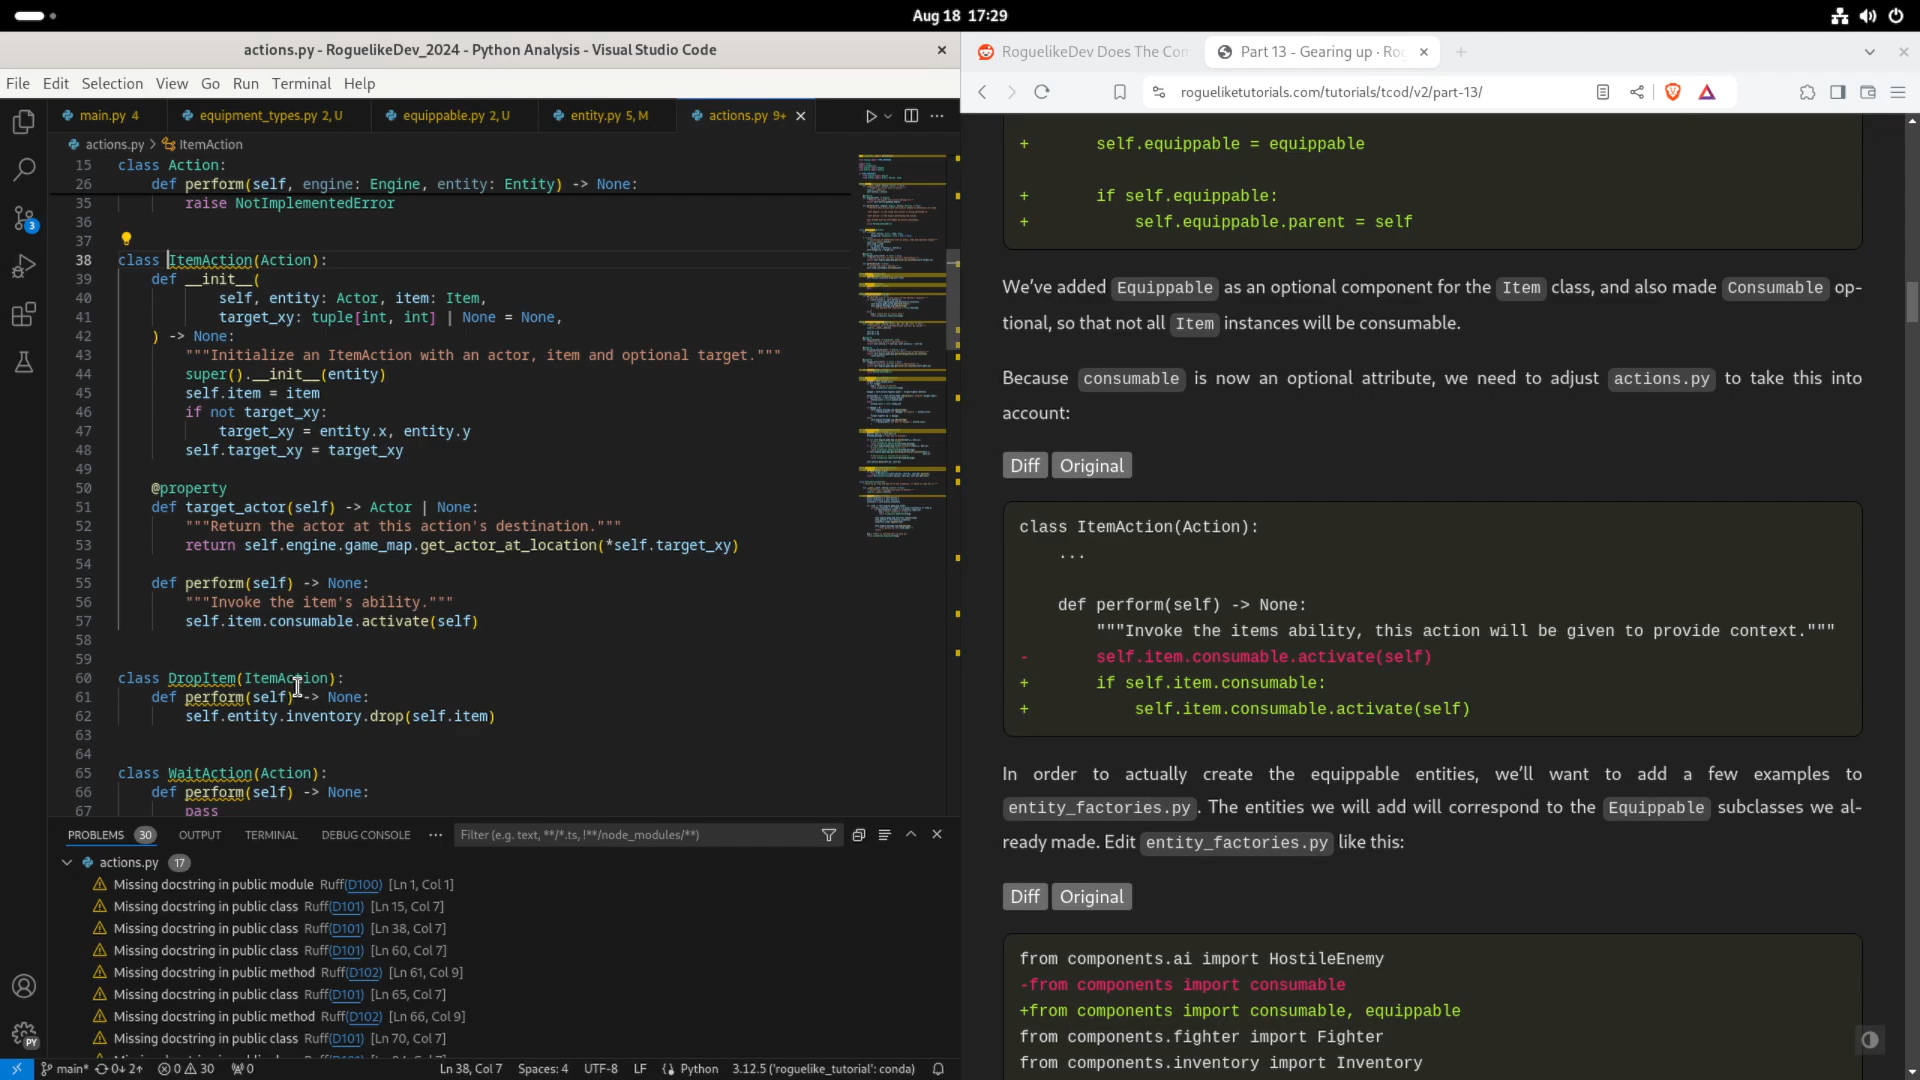 Aug 18 17:29
actions.py - RoguelikeDev_2024 - Python Analysis - Visual Studio Code
File Edit Selection View Go Run Terminal Help
main.py 4 equipment_types.py 2, U equippable.py 2, U entity.py 5, M actions.py 9+
actions.py > ItemAction
15 class Action:
26 def perform(self, engine: Engine, entity: Entity) -> None:
35 raise NotImplementedError
36
37
38 class ItemAction(Action):
39 def __init__(
40 self, entity: Actor, item: Item,
41 target_xy: tuple[int, int] | None = None,
42 ) -> None:
43 """Initialize an ItemAction with an actor, item and optional target."""
44 super().__init__(entity)
45 self.item = item
46 if not target_xy:
47 target_xy = entity.x, entity.y
48 self.target_xy = target_xy
49
50 @property
51 def target_actor(self) -> Actor | None:
52 """Return the actor at this action's destination."""
53 return self.engine.game_map.get_actor_at_location(*self.target_xy)
54
55 def perform(self) -> None:
56 """Invoke the item's ability."""
57 self.item.consumable.activate(self)
58
59
60 class DropItem(ItemAction):
61 def perform(self) -> None:
62 self.entity.inventory.drop(self.item)
63
64
65 class WaitAction(Action):
66 def perform(self) -> None:
67 pass
3
PY
PROBLEMS 30 OUTPUT TERMINAL DEBUG CONSOLE ··· Filter (e.g. text, **/*.ts, !**/node_modules/**)
actions.py 17
Missing docstring in public module Ruff(D100) [Ln 1, Col 1]
Missing docstring in public class Ruff(D101) [Ln 15, Col 7]
Missing docstring in public class Ruff(D101) [Ln 38, Col 7]
Missing docstring in public class Ruff(D101) [Ln 60, Col 7]
Missing docstring in public method Ruff(D102) [Ln 61, Col 9]
Missing docstring in public class Ruff(D101) [Ln 65, Col 7]
Missing docstring in public method Ruff(D102) [Ln 66, Col 9]
Missing docstring in public class Ruff(D101) [Ln 70, Col 7]
main* 0↓ 2↑ 0 30 0 Ln 38, Col 7 Spaces: 4 UTF-8 LF Python 3.12.5 ('roguelike_tutorial': conda)
RoguelikeDev Does The Com Part 13 - Gearing up · Rog
rogueliketutorials.com/tutorials/tcod/v2/part-13/
+ self.equippable = equippable
+ if self.equippable:
+ self.equippable.parent = self
We’ve added Equippable as an optional component for the Item class, and also made Consumable op-
tional, so that not all Item instances will be consumable.
Because consumable is now an optional attribute, we need to adjust actions.py to take this into
account:
Diff Original
class ItemAction(Action):
...
def perform(self) -> None:
"""Invoke the items ability, this action will be given to provide context."""
- self.item.consumable.activate(self)
+ if self.item.consumable:
+ self.item.consumable.activate(self)
In order to actually create the equippable entities, we’ll want to add a few examples to
entity_factories.py. The entities we will add will correspond to the Equippable subclasses we al-
ready made. Edit entity_factories.py like this:
Diff Original
from components.ai import HostileEnemy
-from components import consumable
+from components import consumable, equippable
from components.fighter import Fighter
from components.inventory import Inventory